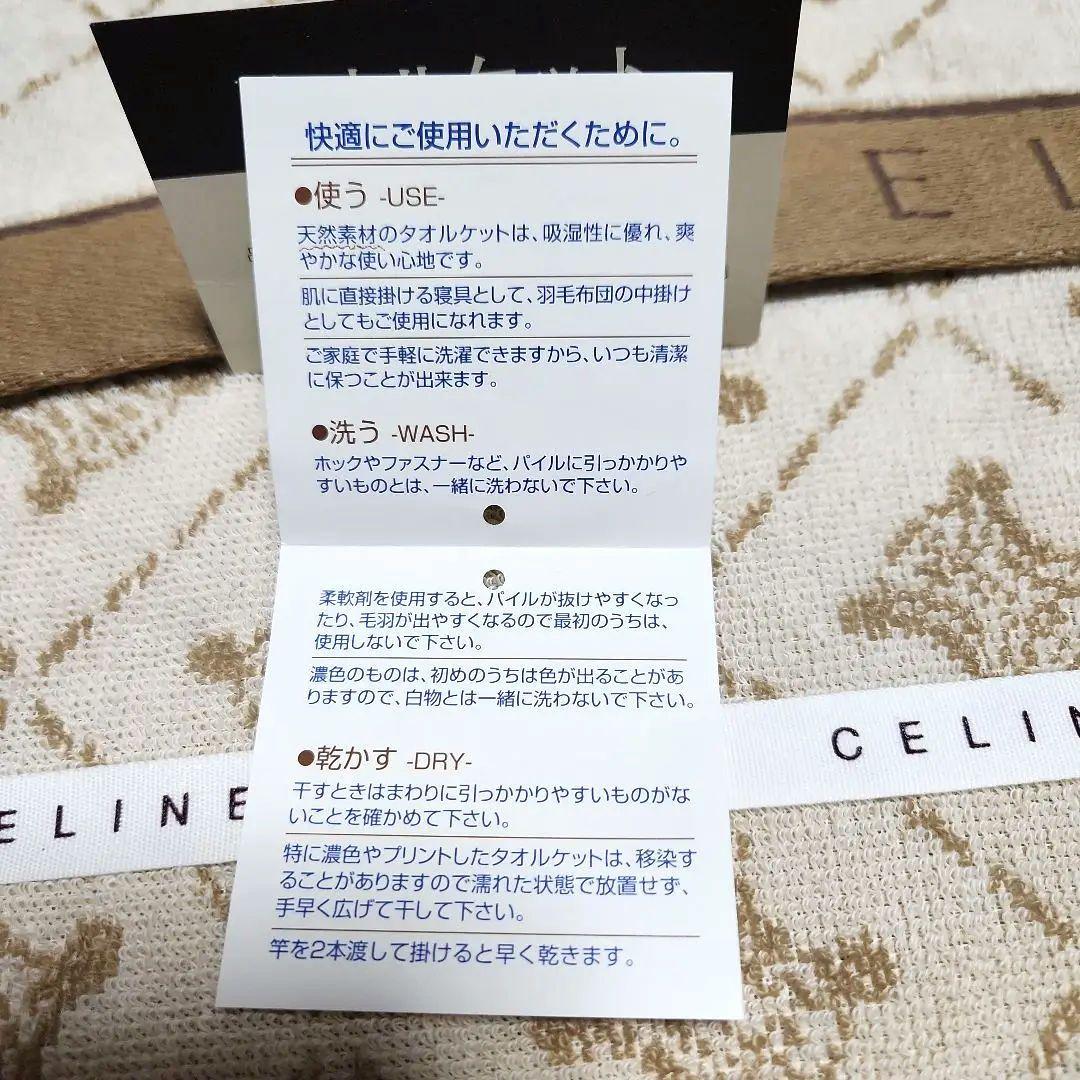 快適にご使用いただくために。
●使う -USE-
天然素材のタオルケットは、吸湿性に優れ、爽
やかな使い心地です。
肌に直接掛ける寝具として、羽毛布団の中掛け
としてもご使用になれます。
ご家庭で手軽に洗濯できますから、いつも清潔
に保つことが出来ます。
●洗う -WASH-
ホックやファスナーなど、パイルに引っかかりや
すいものとは、一緒に洗わないで下さい。
柔軟剤を使用すると、パイルが抜けやすくなっ
たり、毛羽が出やすくなるので最初のうちは、
使用しないで下さい。
濃色のものは、初めのうちは色が出ることがあ
りますので、白物とは一緒に洗わないで下さい。
●乾かす -DRY-
干すときはまわりに引っかかりやすいものがな
いことを確かめて下さい。
特に濃色やプリントしたタオルケットは、移染す
ることがありますので濡れた状態で放置せず、
手早く広げて干して下さい。
竿を2本渡して掛けると早く乾きます。
E L
ELINE
CELIN